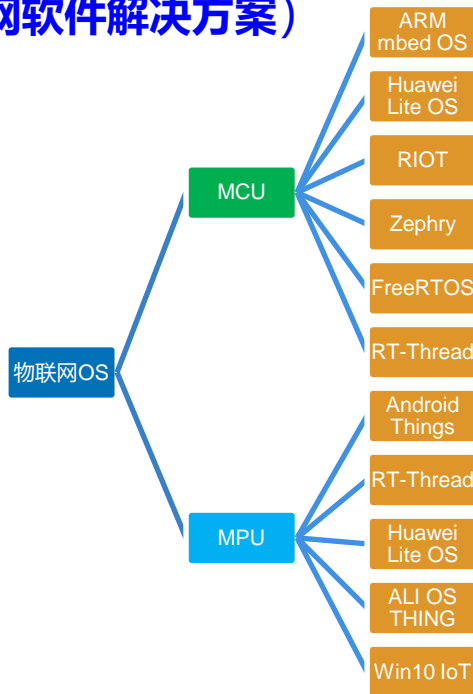 网软件解决方案）
ARM
mbed OS
Huawei
Lite OS
RIOT
MCU
Zephry
FreeRTOS
RT-Thread
物联网OS
Android
Things
RT-Thread
MPU
Huawei
Lite OS
ALI OS
THING
Win10 IoT